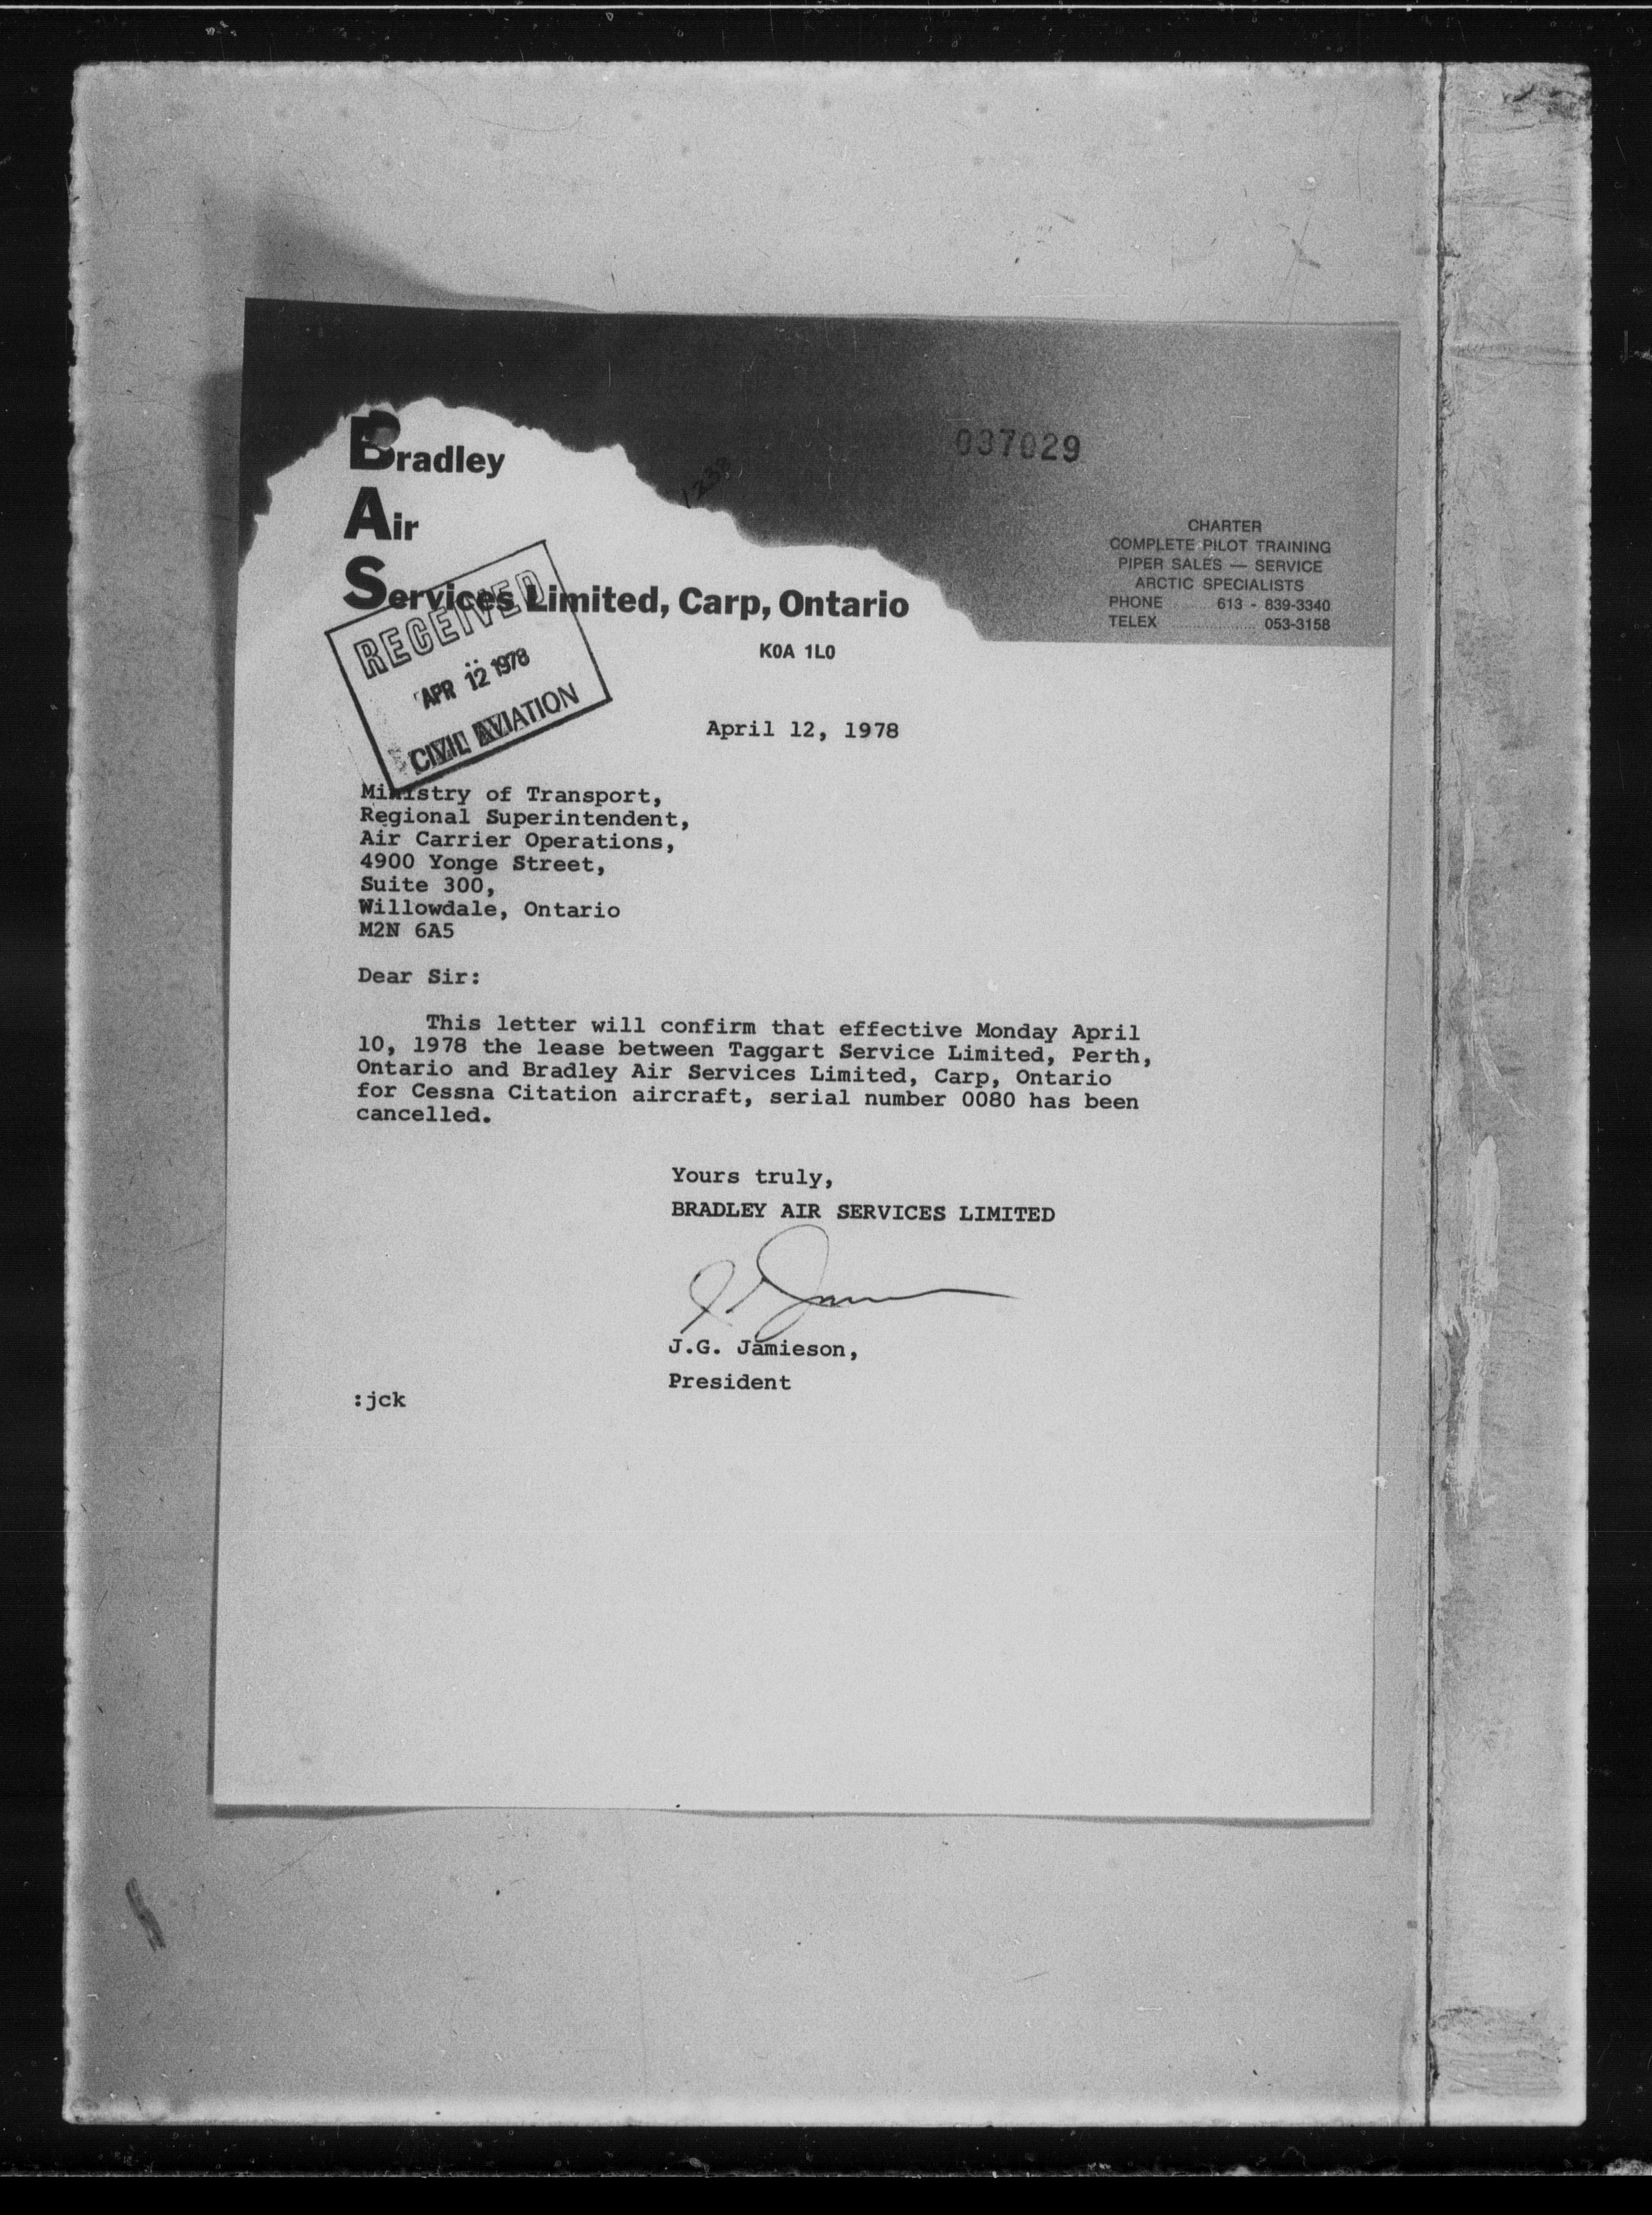 Bradley
Air
Services Limited, Carp, Ontario
K0A 1L0
037029
1238
CHARTER
COMPLETE PILOT TRAINING
PIPER SALES — SERVICE
ARCTIC SPECIALISTS
PHONE 613 - 839-3340
TELEX .................. 053-3158
RECEIVED
APR 12 1978
CIVIL AVIATION
April 12, 1978
Ministry of Transport,
Regional Superintendent,
Air Carrier Operations,
4900 Yonge Street,
Suite 300,
Willowdale, Ontario
M2N 6A5
Dear Sir:
This letter will confirm that effective Monday April
10, 1978 the lease between Taggart Service Limited, Perth,
Ontario and Bradley Air Services Limited, Carp, Ontario
for Cessna Citation aircraft, serial number 0080 has been
cancelled.
Yours truly,
BRADLEY AIR SERVICES LIMITED
J.G. Jamieson,
President
:jck